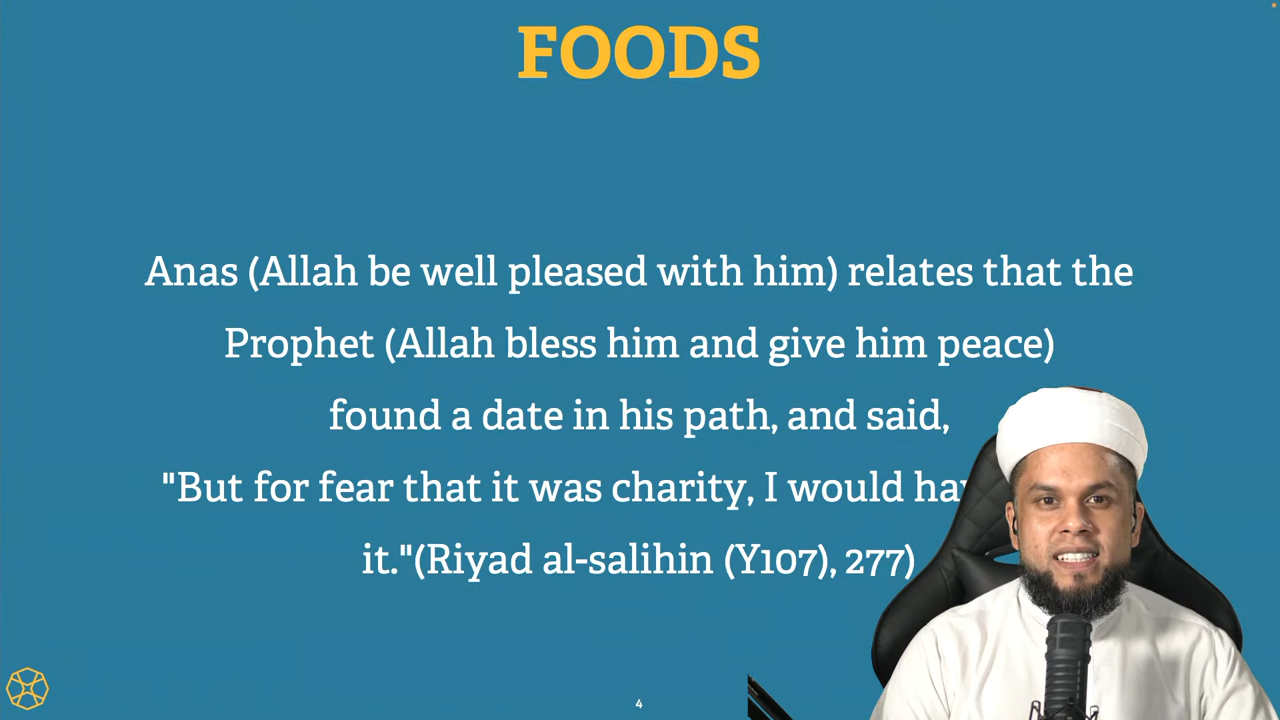 FOODS
Anas (Allah be well pleased with him) relates that the
Prophet (Allah bless him and give him peace)
found a date in his path, and said,
"But for fear that it was charity, I would
it."(Riyad al-salihin (Y107), 277)
4